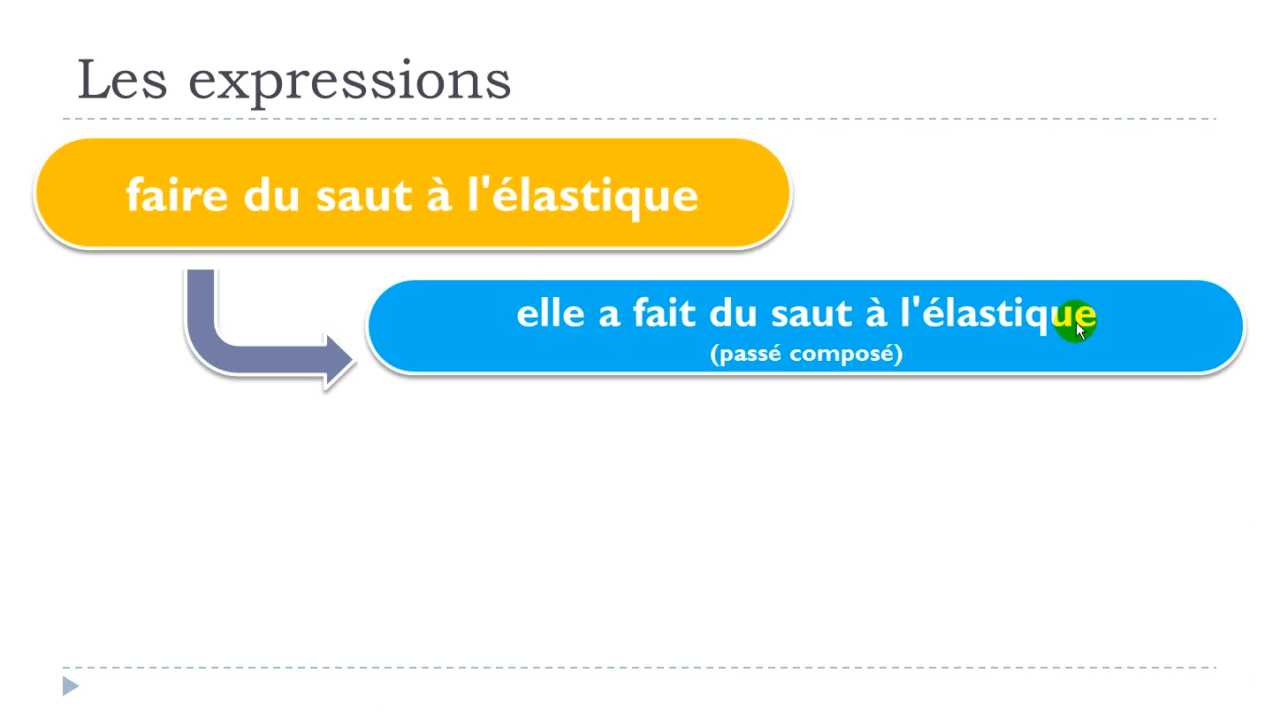 Les expressions
faire du saut à l'élastique
elle a fait du saut à l'élastique
(passé composé)